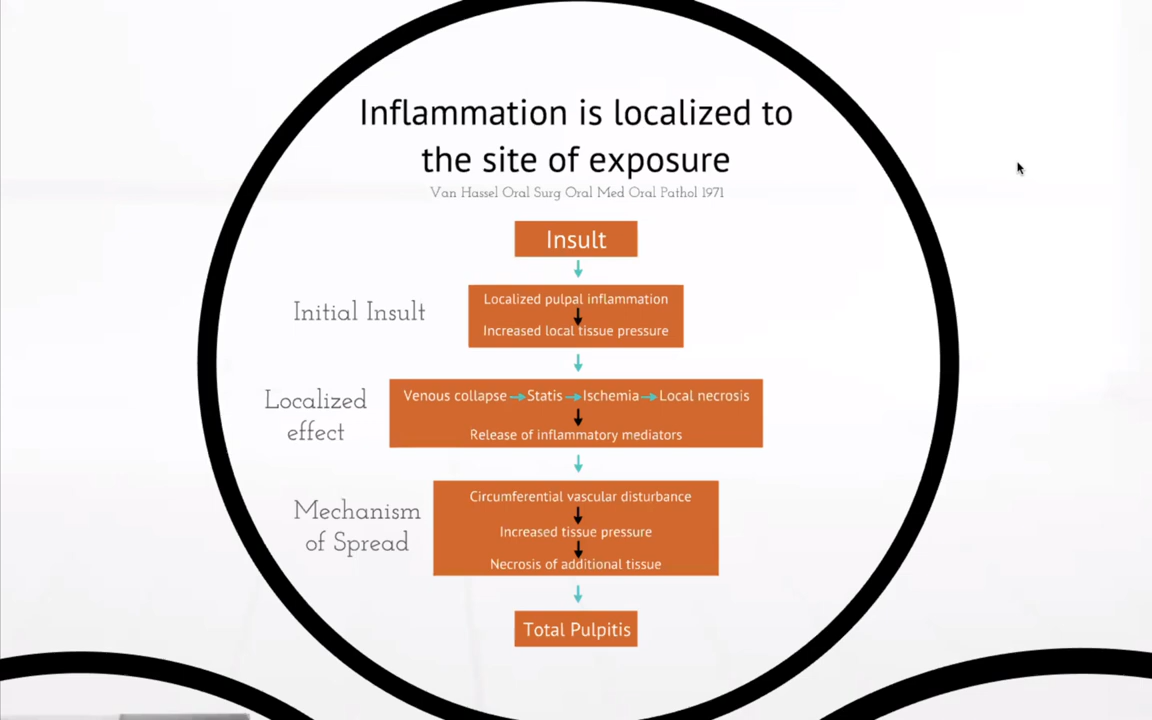 Inflammation is localized to
the site of exposure
Van Hassel Oral Surg Oral Med Oral Pathol 1971
Insult
Initial Insult
Localized pulpal inflammation
Increased local tissue pressure
Localized
effect
Venous collapse Statis Ischemia Local necrosis
Release of inflammatory mediators
Mechanism
of Spread
Circumferential vascular disturbance
Increased tissue pressure
Necrosis of additional tissue
Total Pulpitis